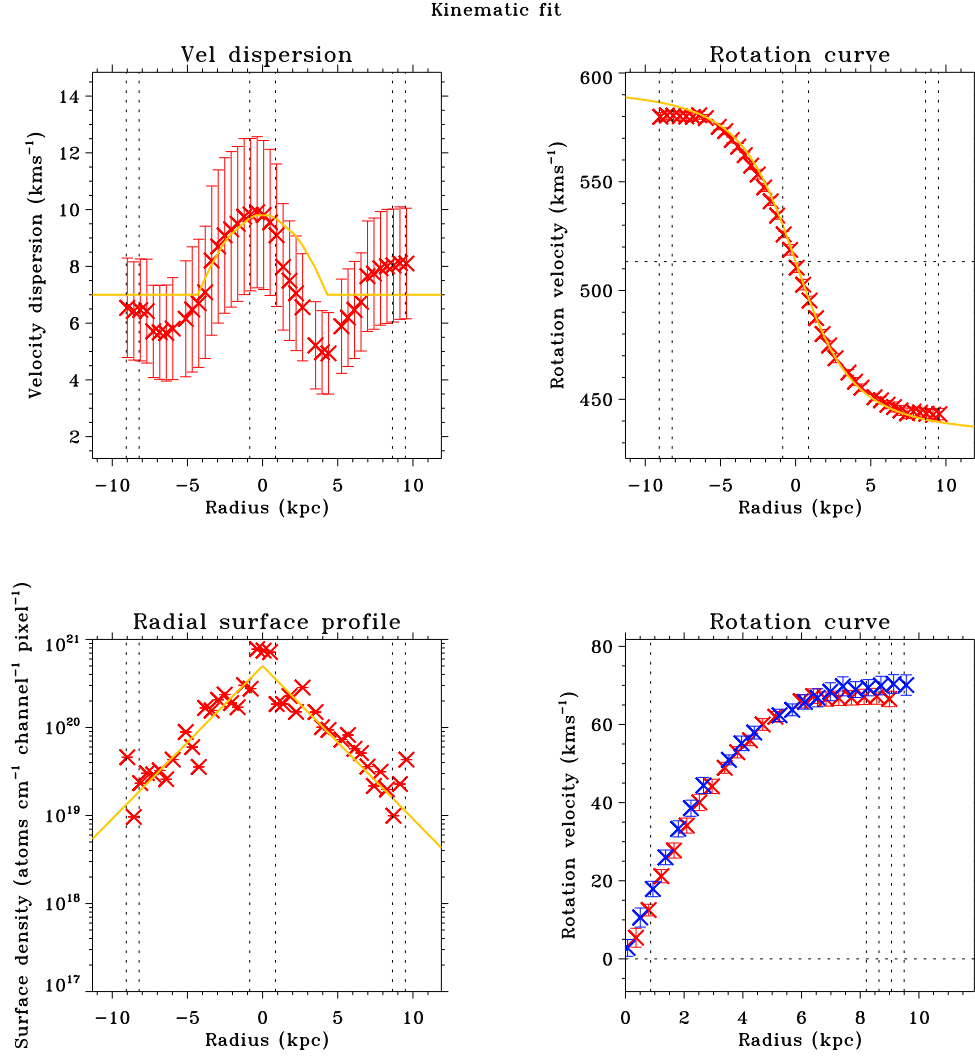 Kinematic fit
Vel dispersion
Velocity dispersion (kms⁻¹)
14
12
10
8
6
4
2
−10 −5 0 5 10
Radius (kpc)
Rotation curve
Rotation velocity (kms⁻¹)
600
550
500
450
−10 −5 0 5 10
Radius (kpc)
Radial surface profile
Surface density (atoms cm⁻¹ channel⁻¹ pixel⁻¹)
10²¹
10²⁰
10¹⁹
10¹⁸
10¹⁷
−10 −5 0 5 10
Radius (kpc)
Rotation curve
Rotation velocity (kms⁻¹)
80
60
40
20
0
0 2 4 6 8 10
Radius (kpc)